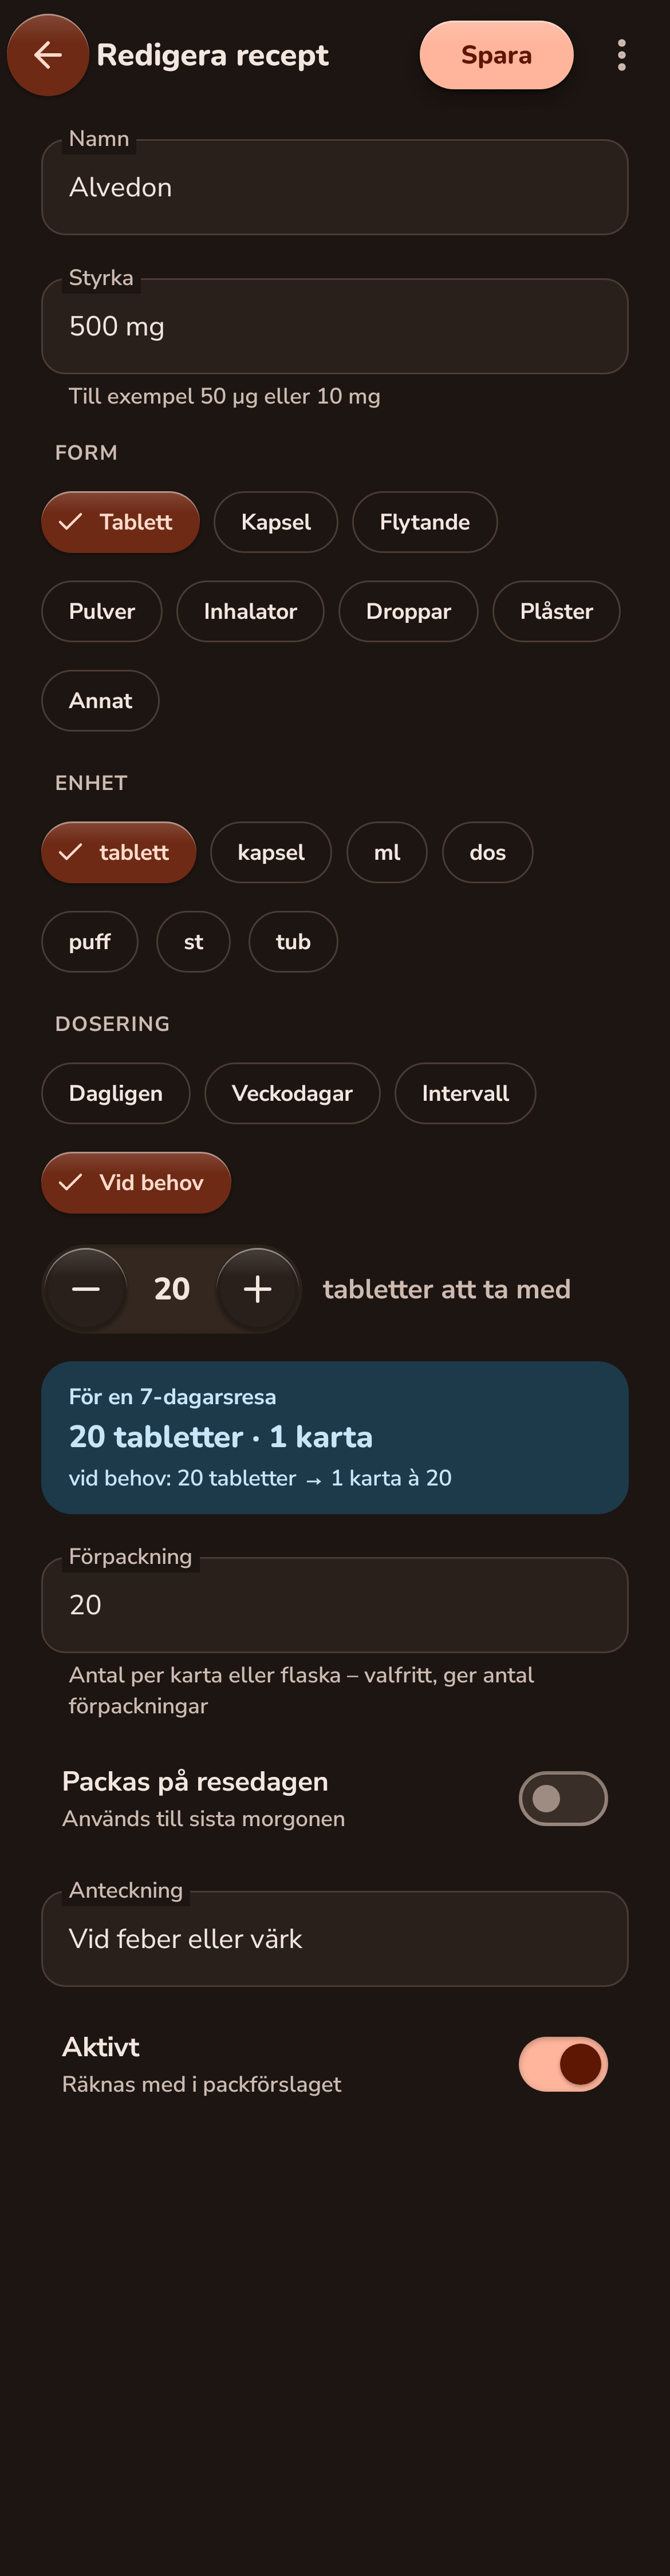 Redigera recept
Spara
Namn
Alvedon
Styrka
500 mg
Till exempel 50 µg eller 10 mg
FORM
Tablett
Kapsel
Flytande
Pulver
Inhalator
Droppar
Plåster
Annat
ENHET
tablett
kapsel
ml
dos
puff
st
tub
DOSERING
Dagligen
Veckodagar
Intervall
Vid behov
20
tabletter att ta med
För en 7-dagarsresa
20 tabletter · 1 karta
vid behov: 20 tabletter → 1 karta à 20
Förpackning
20
Antal per karta eller flaska – valfritt, ger antal
förpackningar
Packas på resedagen
Används till sista morgonen
Anteckning
Vid feber eller värk
Aktivt
Räknas med i packförslaget